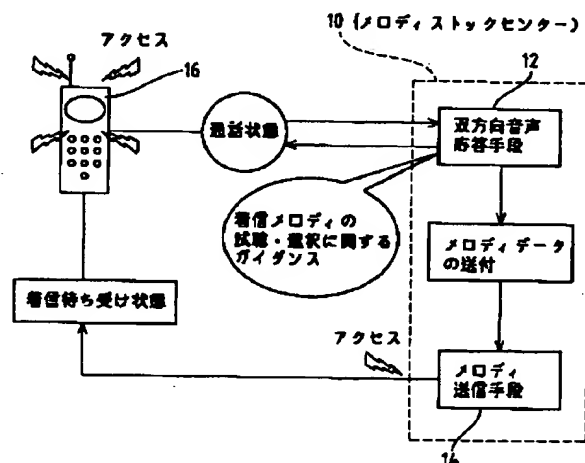 アクセス
16
通話状態
10 (メロディストックセンター)
12
双方向音声
応答手段
着信メロディの
試聴・選択に関する
ガイダンス
メロディデータ
の送付
着信待ち受け状態
アクセス
メロディ
送信手段